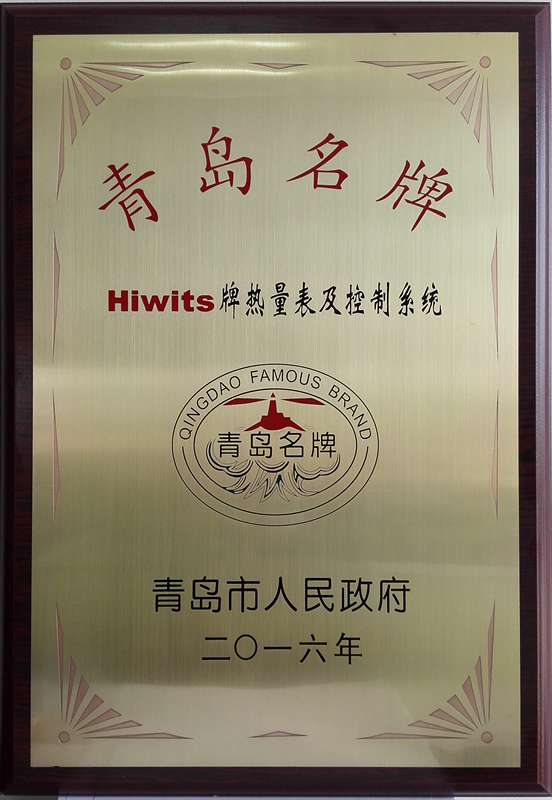 青岛名牌
Hiwits牌热量表及控制系统
QINGDAO FAMOUS BRAND
青岛名牌
青岛市人民政府
二〇一六年